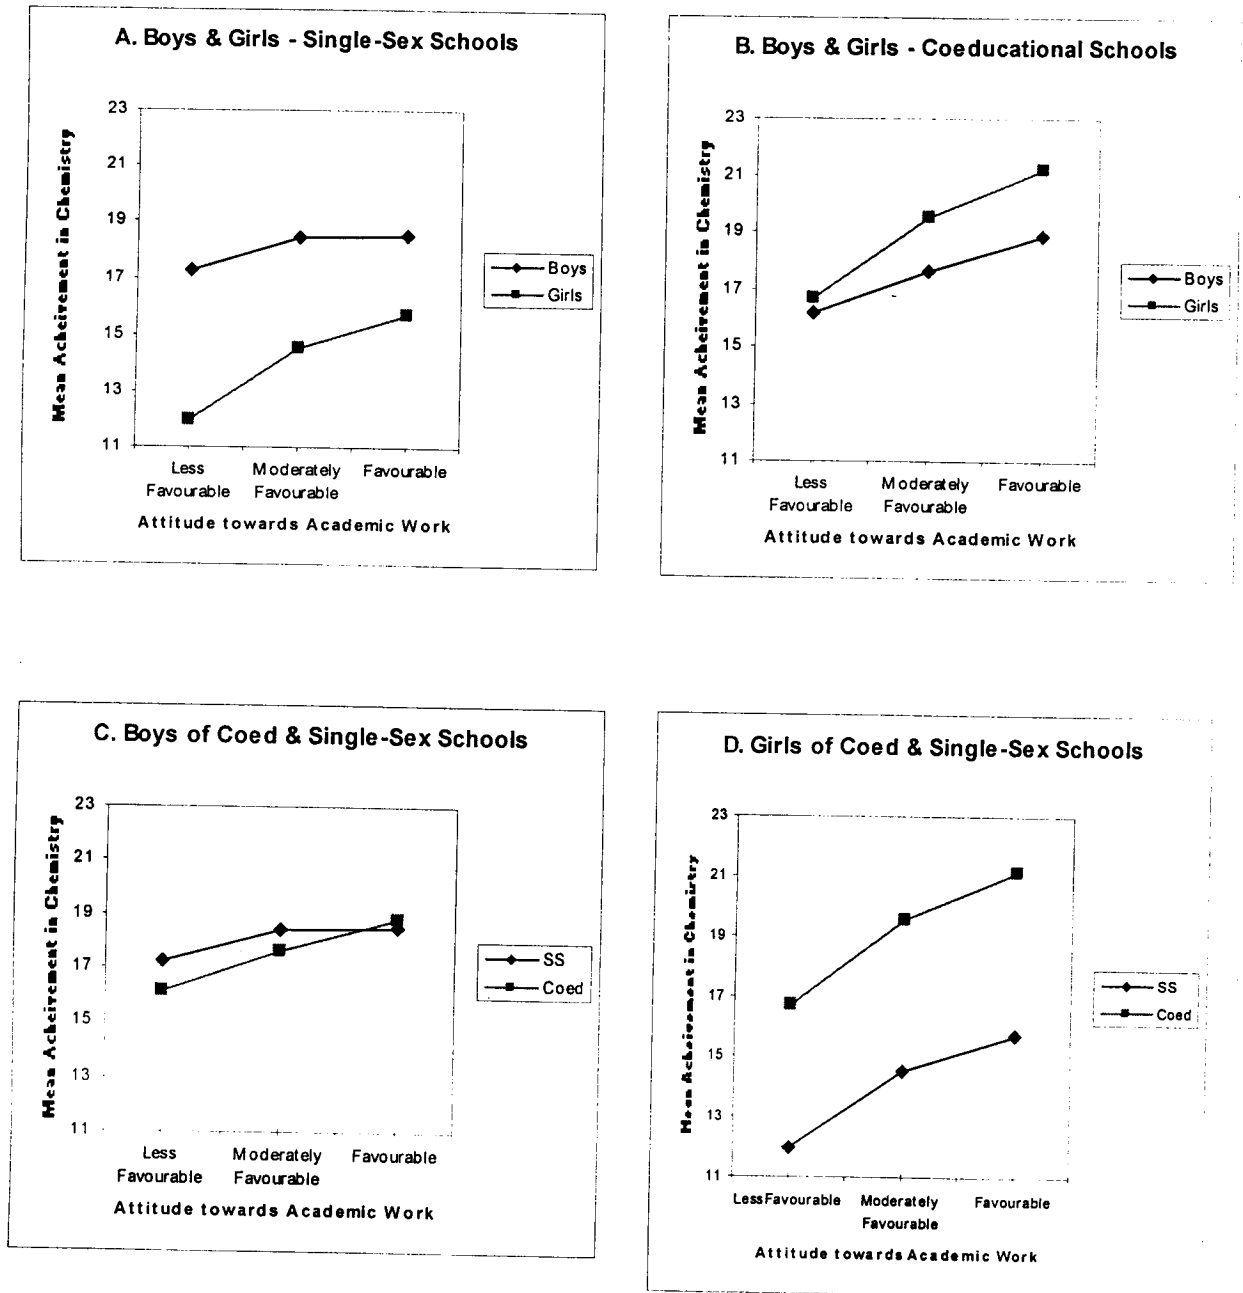 A. Boys & Girls - Single-Sex Schools
Mean Acheivement in Chemistry
23
21
19
17
15
13
11
Less
Favourable
Moderately
Favourable
Favourable
Attitude towards Academic Work
Boys
Girls
B. Boys & Girls - Coeducational Schools
Mean Acheivement in Chemistry
23
21
19
17
15
13
11
Less
Favourable
Moderately
Favourable
Favourable
Attitude towards Academic Work
Boys
Girls
C. Boys of Coed & Single-Sex Schools
Mean Acheivement in Chemistry
23
21
19
17
15
13
11
Less
Favourable
Moderately
Favourable
Favourable
Attitude towards Academic Work
SS
Coed
D. Girls of Coed & Single-Sex Schools
Mean Acheivement in Chemistry
23
21
19
17
15
13
11
Less Favourable
Moderately
Favourable
Favourable
Attitude towards Academic Work
SS
Coed